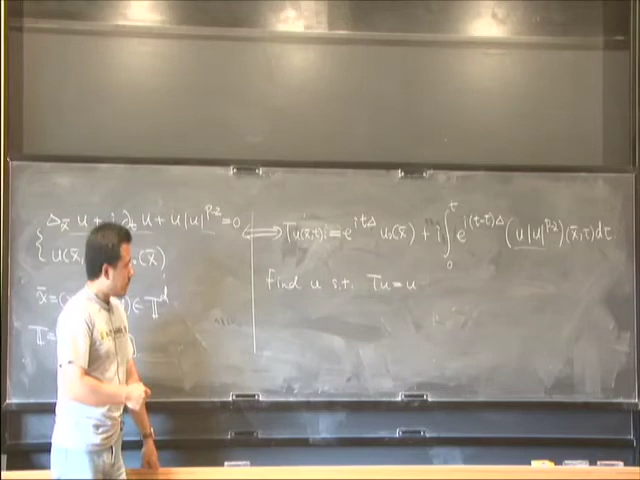 Δ_x̄ u + i ∂_t u + u|u|^{p-2} = 0
u(x̄,
x̄ = ( ) ∈ 𝕋^d
𝕋 =
⟺ Tu(x̄,t) := e^{itΔ} u₀(x̄) + i ∫₀^t e^{i(t-τ)Δ} (u|u|^{p-2})(x̄,τ)dτ.
Find u s.t. Tu = u